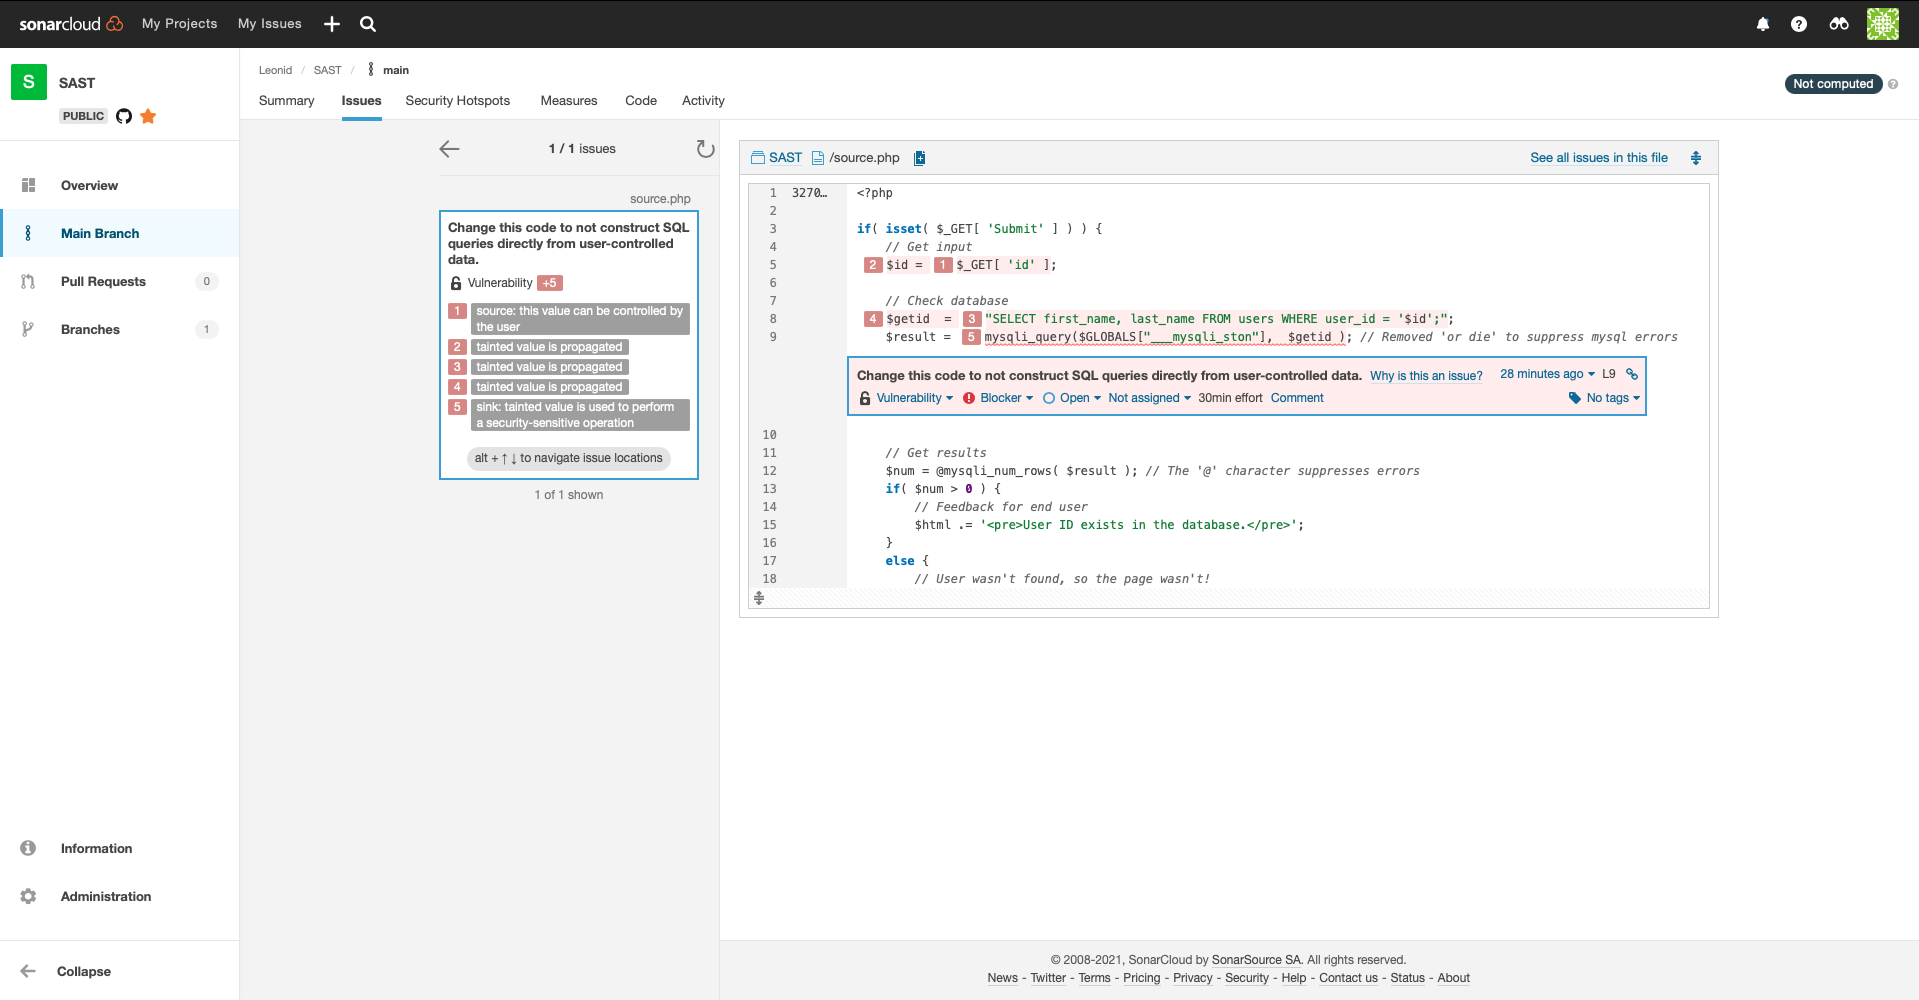 sonarcloud My Projects My Issues
S SAST
PUBLIC
Overview
Main Branch
Pull Requests 0
Branches 1
Information
Administration
Collapse
Leonid / SAST / main
Summary Issues Security Hotspots Measures Code Activity
Not computed
1 / 1 issues
source.php
Change this code to not construct SQL
queries directly from user-controlled
data.
Vulnerability +5
1 source: this value can be controlled by
the user
2 tainted value is propagated
3 tainted value is propagated
4 tainted value is propagated
5 sink: tainted value is used to perform
a security-sensitive operation
alt + ↑ ↓ to navigate issue locations
1 of 1 shown
SAST /source.php See all issues in this file
1 3270… <?php
2
3 if( isset( $_GET[ 'Submit' ] ) ) {
4 // Get input
5 2 $id = 1 $_GET[ 'id' ];
6
7 // Check database
8 4 $getid = 3 "SELECT first_name, last_name FROM users WHERE user_id = '$id';";
9 $result = 5 mysqli_query($GLOBALS["___mysqli_ston"], $getid ); // Removed 'or die' to suppress mysql errors
Change this code to not construct SQL queries directly from user-controlled data. Why is this an issue? 28 minutes ago L9
Vulnerability Blocker Open Not assigned 30min effort Comment No tags
10
11 // Get results
12 $num = @mysqli_num_rows( $result ); // The '@' character suppresses errors
13 if( $num > 0 ) {
14 // Feedback for end user
15 $html .= '<pre>User ID exists in the database.</pre>';
16 }
17 else {
18 // User wasn't found, so the page wasn't!
© 2008-2021, SonarCloud by SonarSource SA. All rights reserved.
News - Twitter - Terms - Pricing - Privacy - Security - Help - Contact us - Status - About